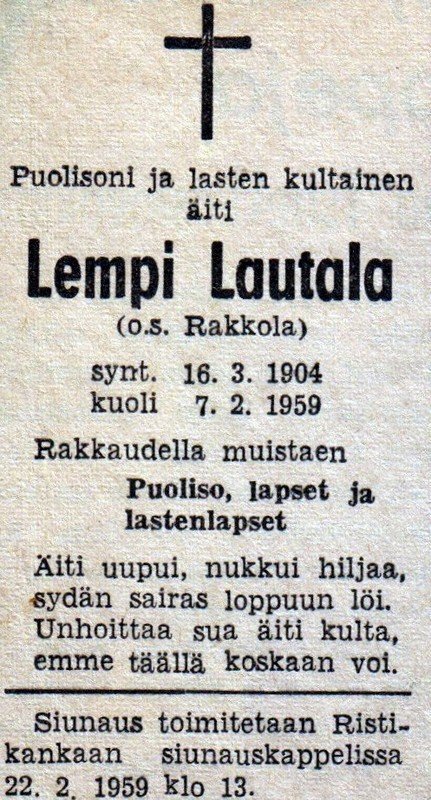 Puolisoni ja lasten kultainen
äiti
Lempi Lautala
(o.s. Rakkola)
synt. 16. 3. 1904
kuoli 7. 2. 1959
Rakkaudella muistaen
Puoliso, lapset ja
lastenlapset
Äiti uupui, nukkui hiljaa,
sydän sairas loppuun löi.
Unhoittaa sua äiti kulta,
emme täällä koskaan voi.
Siunaus toimitetaan Risti-
kankaan siunauskappelissa
22. 2. 1959 klo 13.